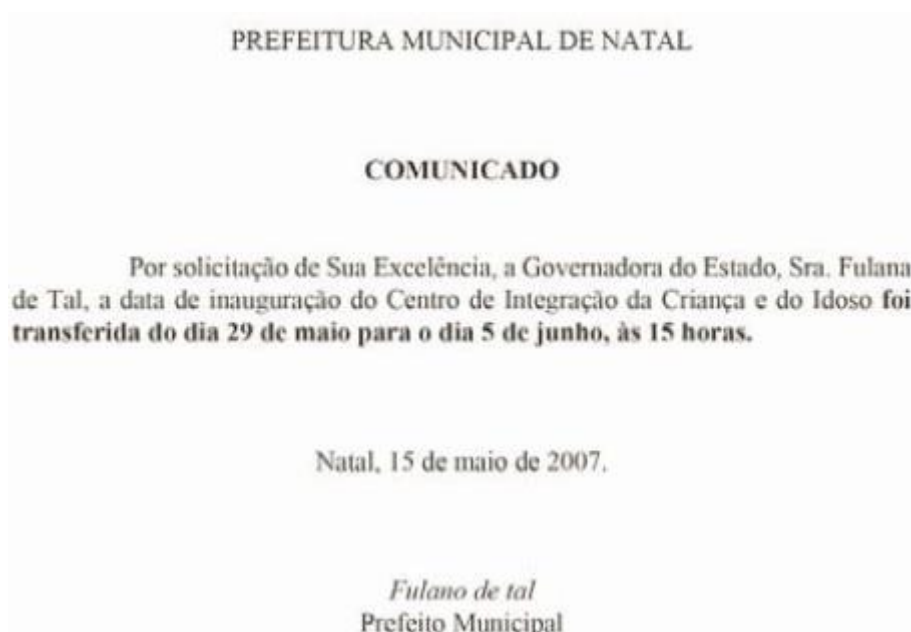 PREFEITURA MUNICIPAL DE NATAL
COMUNICADO
Por solicitação de Sua Excelência, a Governadora do Estado, Sra. Fulana
de Tal, a data de inauguração do Centro de Integração da Criança e do Idoso foi
transferida do dia 29 de maio para o dia 5 de junho, às 15 horas.
Natal, 15 de maio de 2007.
Fulano de tal
Prefeito Municipal